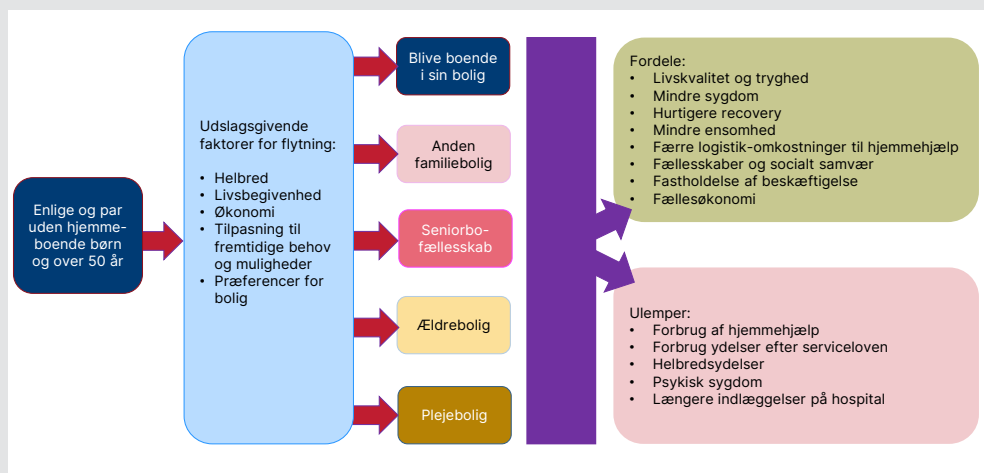 Enlige og par
uden hjemme-
boende børn
og over 50 år
Udslagsgivende
faktorer for flytning:
• Helbred
• Livsbegivenhed
• Økonomi
• Tilpasning til
fremtidige behov
og muligheder
• Præferencer for
bolig
Blive boende
i sin bolig
Anden
familiebolig
Seniorbo-
fællesskab
Ældrebolig
Plejebolig
Fordele:
• Livskvalitet og tryghed
• Mindre sygdom
• Hurtigere recovery
• Mindre ensomhed
• Færre logistik-omkostninger til hjemmehjælp
• Fællesskaber og socialt samvær
• Fastholdelse af beskæftigelse
• Fællesøkonomi
Ulemper:
• Forbrug af hjemmehjælp
• Forbrug ydelser efter serviceloven
• Helbredsydelser
• Psykisk sygdom
• Længere indlæggelser på hospital